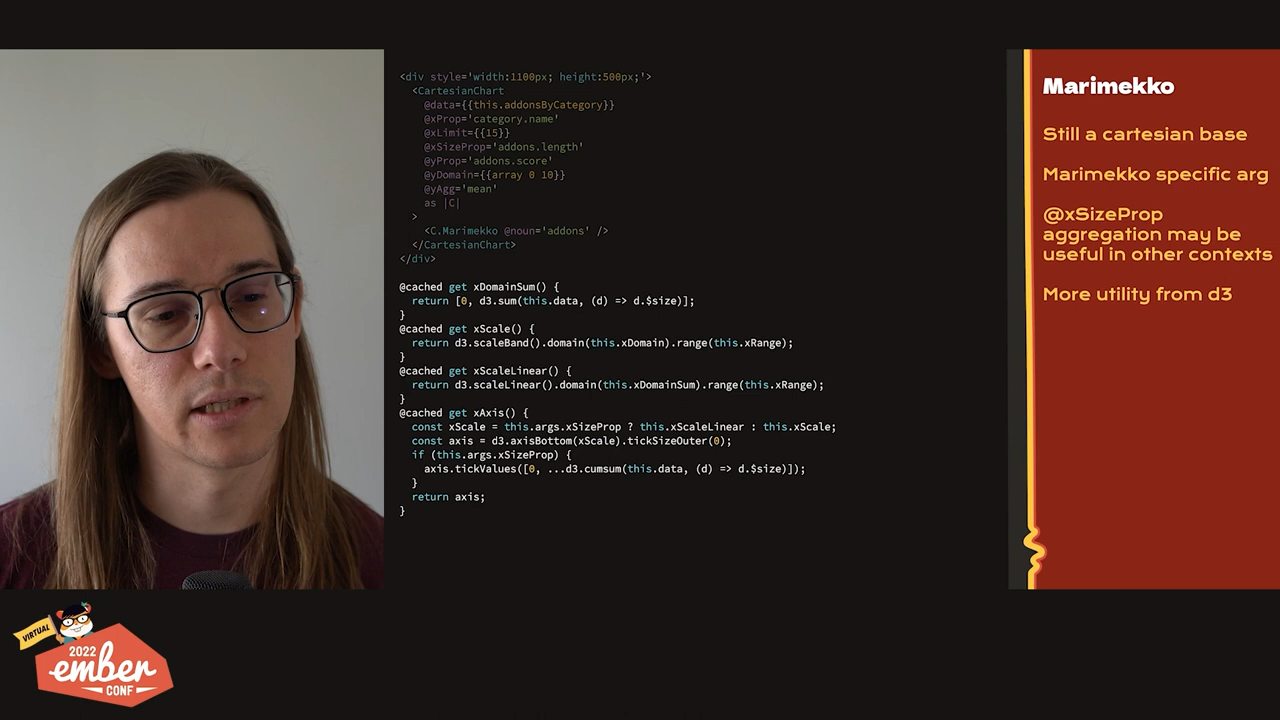 <div style='width:1100px; height:500px;'>
<CartesianChart
@data={{this.addonsByCategory}}
@xProp='category.name'
@xLimit={{15}}
@xSizeProp='addons.length'
@yProp='addons.score'
@yDomain={{array 0 10}}
@yAgg='mean'
as |C|
>
<C.Marimekko @noun='addons' />
</CartesianChart>
</div>
@cached get xDomainSum() {
return [0, d3.sum(this.data, (d) => d.$size)];
}
@cached get xScale() {
return d3.scaleBand().domain(this.xDomain).range(this.xRange);
}
@cached get xScaleLinear() {
return d3.scaleLinear().domain(this.xDomainSum).range(this.xRange);
}
@cached get xAxis() {
const xScale = this.args.xSizeProp ? this.xScaleLinear : this.xScale;
const axis = d3.axisBottom(xScale).tickSizeOuter(0);
if (this.args.xSizeProp) {
axis.tickValues([0, ...d3.cumsum(this.data, (d) => d.$size)]);
}
return axis;
}
Marimekko
Still a cartesian base
Marimekko specific arg
@xSizeProp
aggregation may be
useful in other contexts
More utility from d3
VIRTUAL
2022
ember
CONF